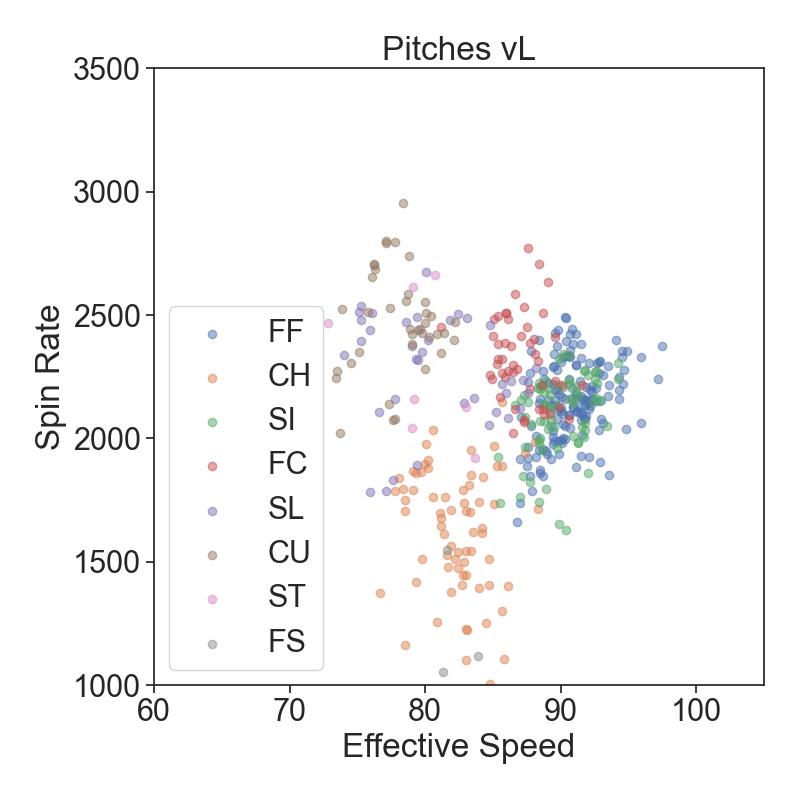 Pitches vL
3500
3000
2500
2000
1500
1000
Spin Rate
FF
CH
SI
FC
SL
CU
ST
FS
60
70
80
90
100
Effective Speed